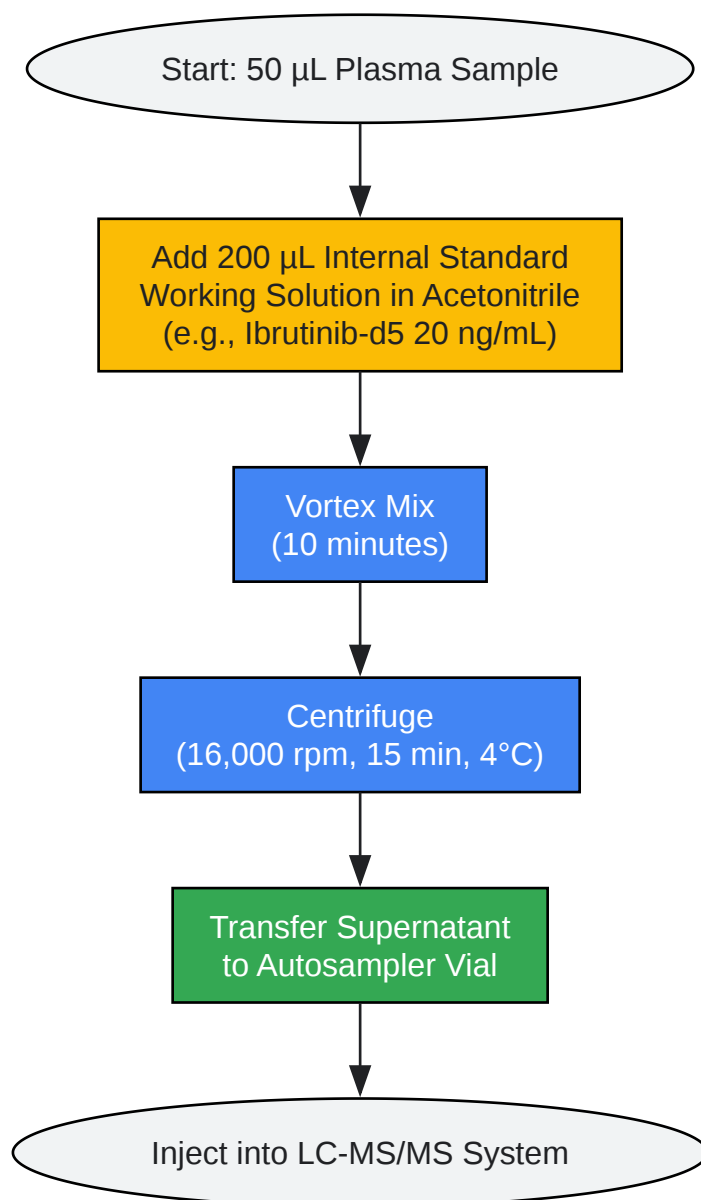 Start: 50 µL Plasma Sample
Add 200 µL Internal Standard
Working Solution in Acetonitrile
(e.g., Ibrutinib-d5 20 ng/mL)
Vortex Mix
(10 minutes)
Centrifuge
(16,000 rpm, 15 min, 4°C)
Transfer Supernatant
to Autosampler Vial
Inject into LC-MS/MS System